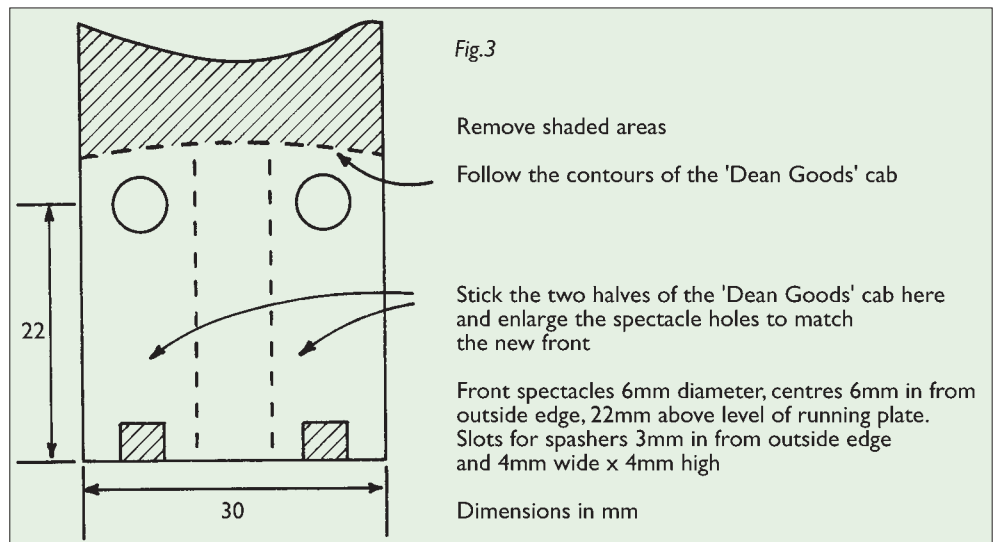 Fig.3
Remove shaded areas
Follow the contours of the 'Dean Goods' cab
Stick the two halves of the 'Dean Goods' cab here
and enlarge the spectacle holes to match
the new front
22
Front spectacles 6mm diameter, centres 6mm in from
outside edge, 22mm above level of running plate.
Slots for spashers 3mm in from outside edge
and 4mm wide x 4mm high
30
Dimensions in mm